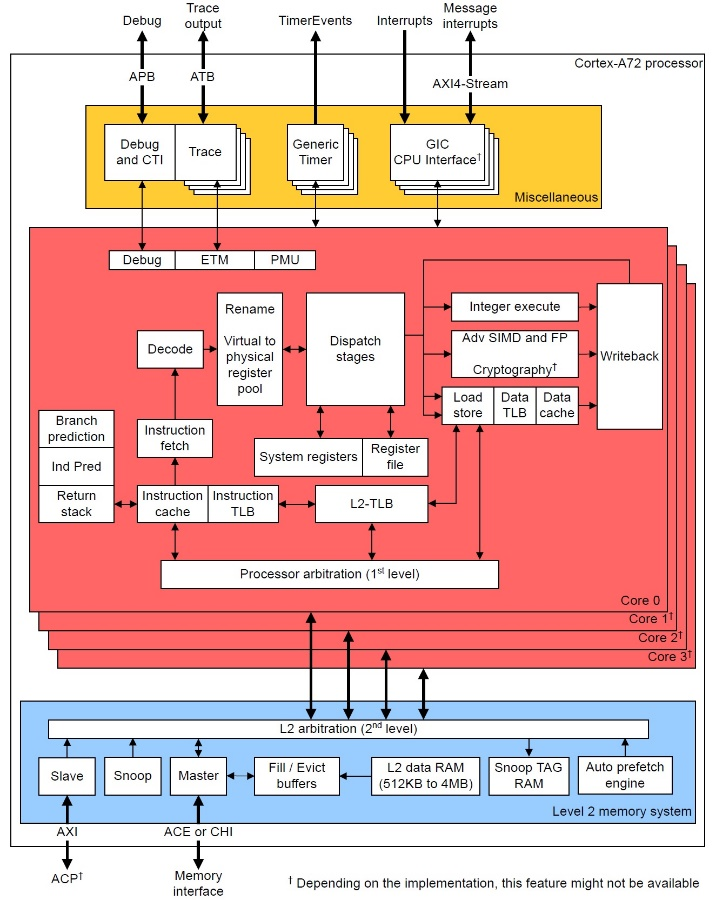 Debug
Trace
output
TimerEvents
Interrupts
Message
interrupts
Cortex-A72 processor
APB
ATB
AXI4-Stream
Debug
and CTI
Trace
Generic
Timer
GIC
CPU Interface†
Miscellaneous
Debug
ETM
PMU
Rename
Virtual to
physical
register
pool
Dispatch
stages
Integer execute
Adv SIMD and FP
Cryptography†
Writeback
Decode
Load
store
Data
TLB
Data
cache
Branch
prediction
Ind Pred
Return
stack
Instruction
fetch
System registers
Register
file
Instruction
cache
Instruction
TLB
L2-TLB
Processor arbitration (1st level)
Core 0
Core 1†
Core 2†
Core 3†
L2 arbitration (2nd level)
Slave
Snoop
Master
Fill / Evict
buffers
L2 data RAM
(512KB to 4MB)
Snoop TAG
RAM
Auto prefetch
engine
Level 2 memory system
AXI
ACE or CHI
ACP†
Memory
interface
† Depending on the implementation, this feature might not be available